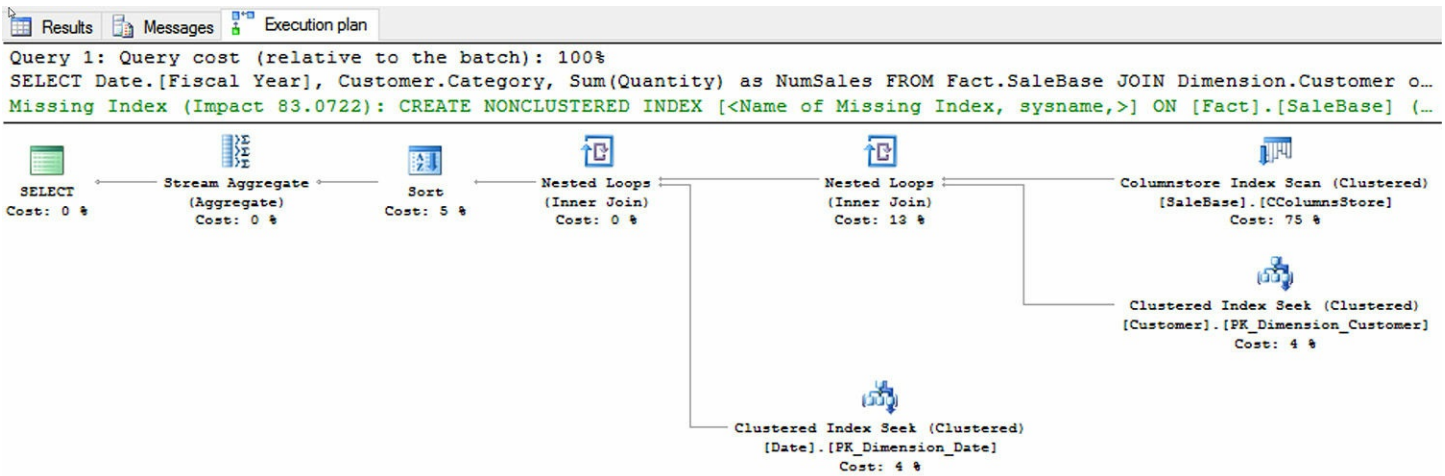 Results Messages Execution plan
Query 1: Query cost (relative to the batch): 100%
SELECT Date.[Fiscal Year], Customer.Category, Sum(Quantity) as NumSales FROM Fact.SaleBase JOIN Dimension.Customer o…
Missing Index (Impact 83.0722): CREATE NONCLUSTERED INDEX [<Name of Missing Index, sysname,>] ON [Fact].[SaleBase] (…
SELECT
Cost: 0 %
Stream Aggregate
(Aggregate)
Cost: 0 %
Sort
Cost: 5 %
Nested Loops
(Inner Join)
Cost: 0 %
Nested Loops
(Inner Join)
Cost: 13 %
Columnstore Index Scan (Clustered)
[SaleBase].[CColumnsStore]
Cost: 75 %
Clustered Index Seek (Clustered)
[Customer].[PK_Dimension_Customer]
Cost: 4 %
Clustered Index Seek (Clustered)
[Date].[PK_Dimension_Date]
Cost: 4 %